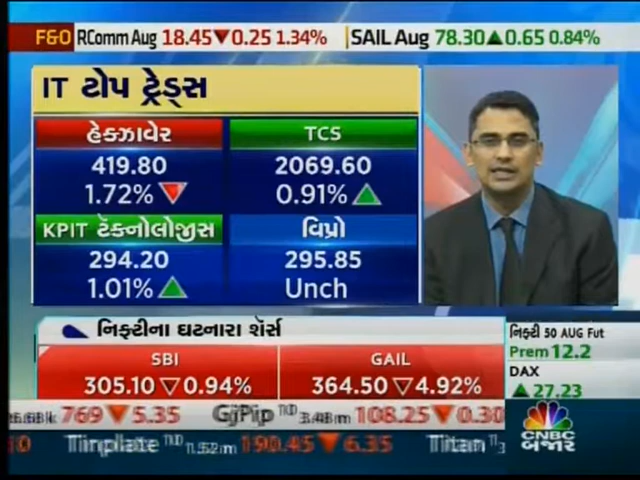 F&O RComm Aug 18.45▼0.25 1.34% SAIL Aug 78.30▲0.65 0.84%
IT ટોપ ટ્રેડ્સ
હેક્ઝાવેર TCS
419.80 2069.60
1.72%▼ 0.91%▲
KPIT ટૅક્નોલોજીસ વિપ્રો
294.20 295.85
1.01%▲ Unch
નિફ્ટીના ઘટનારા શૅર્સ
SBI GAIL
305.10▽0.94% 364.50▽4.92%
નિફ્ટી 50 AUG Fut
Prem 12.2
DAX
▲27.23
769▼5.35 GjPip 108.25▼0.30
Tinplate 190.45▼6.35 Titan
CNBC
બજાર